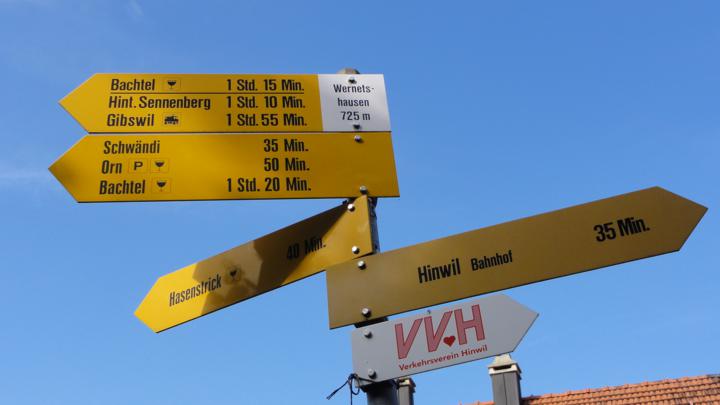 Bachtel 1 Std. 15 Min.
Hint. Sennenberg 1 Std. 10 Min.
Gibswil 1 Std. 55 Min.
Wernets-
hausen
725 m
Schwändi 35 Min.
Orn P 50 Min.
Bachtel 1 Std. 20 Min.
Hasenstrick 40 Min.
Hinwil Bahnhof 35 Min.
VVH
Verkehrsverein Hinwil